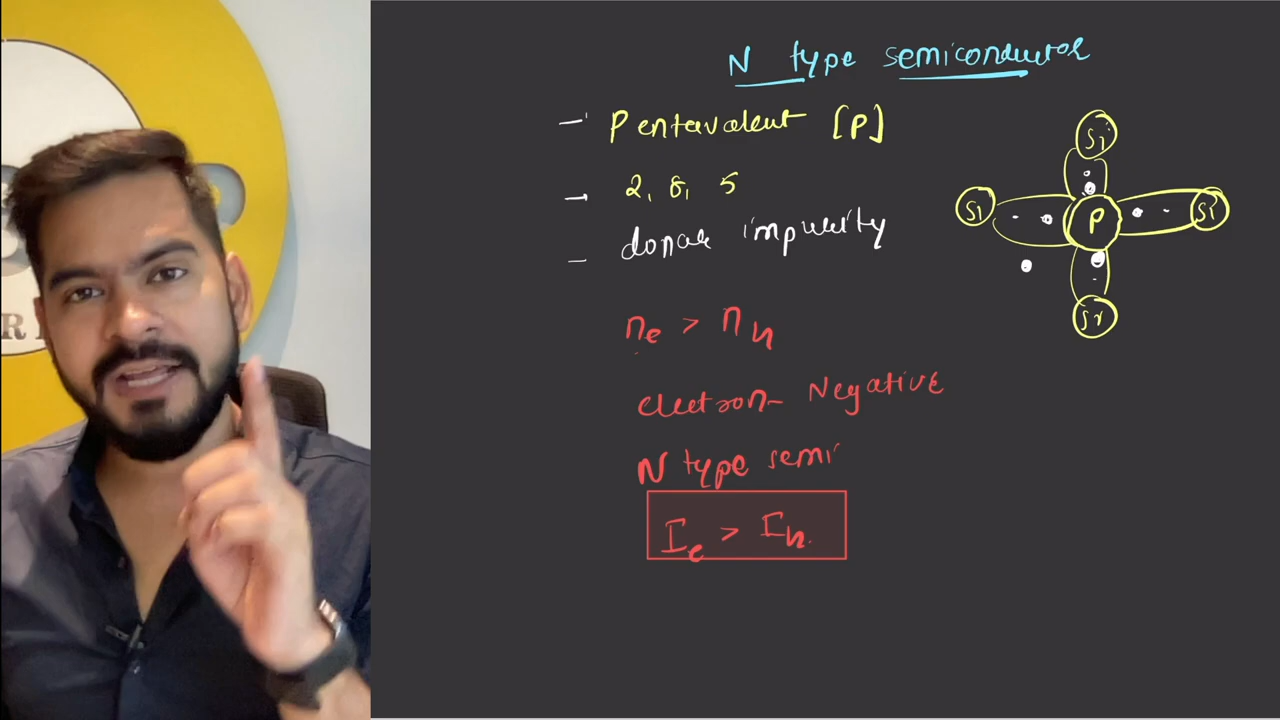 N type semiconductor
— Pentavalent [P]
— 2, 8, 5
— donar impurity
Si
Si P Si
Si
ne > nh
electron - Negative
N type semi
Ie > Ih